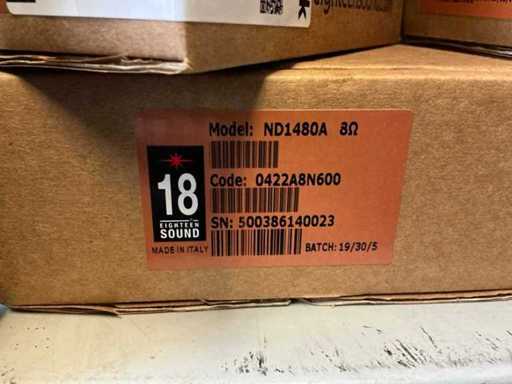 Model: ND1480A 8Ω
Code: 0422A8N600
18
EIGHTEEN
SOUND
SN: 500386140023
MADE IN ITALY
BATCH: 19/30/5